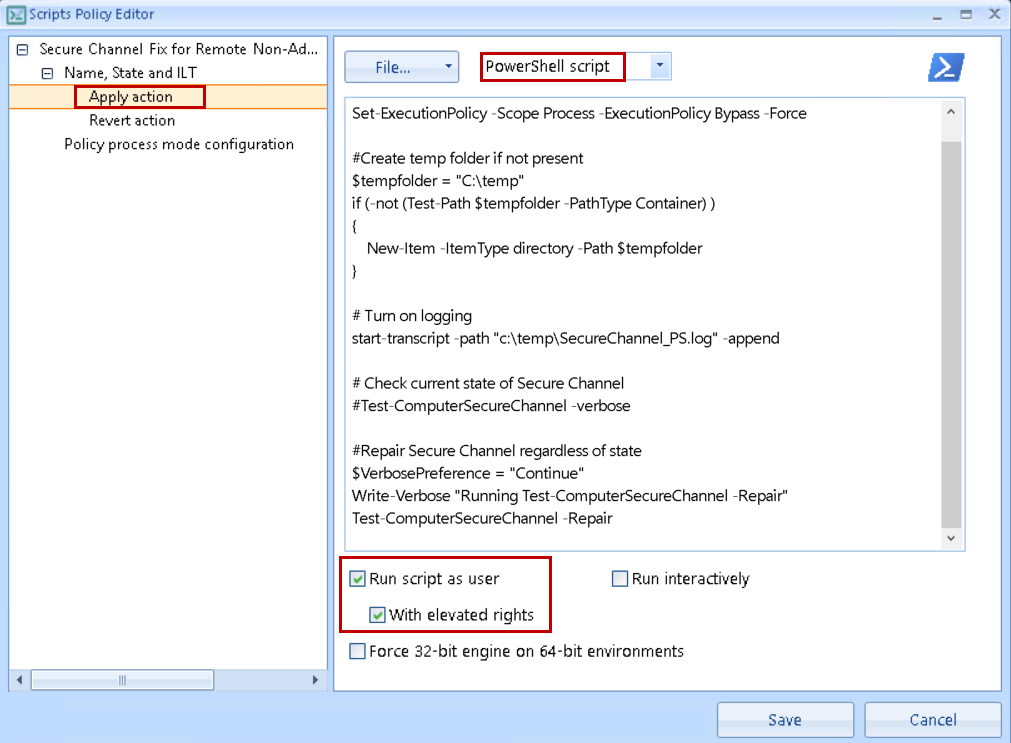 Scripts Policy Editor
Secure Channel Fix for Remote Non-Ad...
Name, State and ILT
Apply action
Revert action
Policy process mode configuration
File...
PowerShell script
Set-ExecutionPolicy -Scope Process -ExecutionPolicy Bypass -Force
#Create temp folder if not present
$tempfolder = "C:\temp"
if (-not (Test-Path $tempfolder -PathType Container) )
{
New-Item -ItemType directory -Path $tempfolder
}
# Turn on logging
start-transcript -path "c:\temp\SecureChannel_PS.log" -append
# Check current state of Secure Channel
#Test-ComputerSecureChannel -verbose
#Repair Secure Channel regardless of state
$VerbosePreference = "Continue"
Write-Verbose "Running Test-ComputerSecureChannel -Repair"
Test-ComputerSecureChannel -Repair
Run script as user
Run interactively
With elevated rights
Force 32-bit engine on 64-bit environments
Save
Cancel